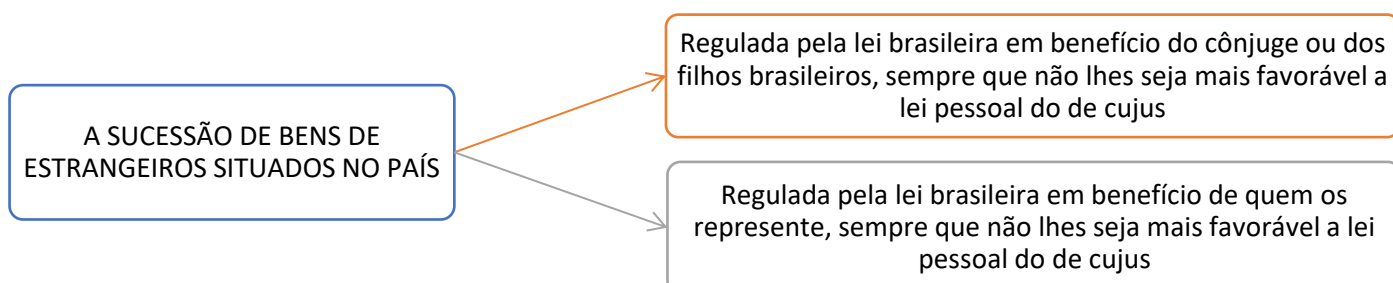 A SUCESSÃO DE BENS DE
ESTRANGEIROS SITUADOS NO PAÍS
Regulada pela lei brasileira em benefício do cônjuge ou dos
filhos brasileiros, sempre que não lhes seja mais favorável a
lei pessoal do de cujus
Regulada pela lei brasileira em benefício de quem os
represente, sempre que não lhes seja mais favorável a lei
pessoal do de cujus